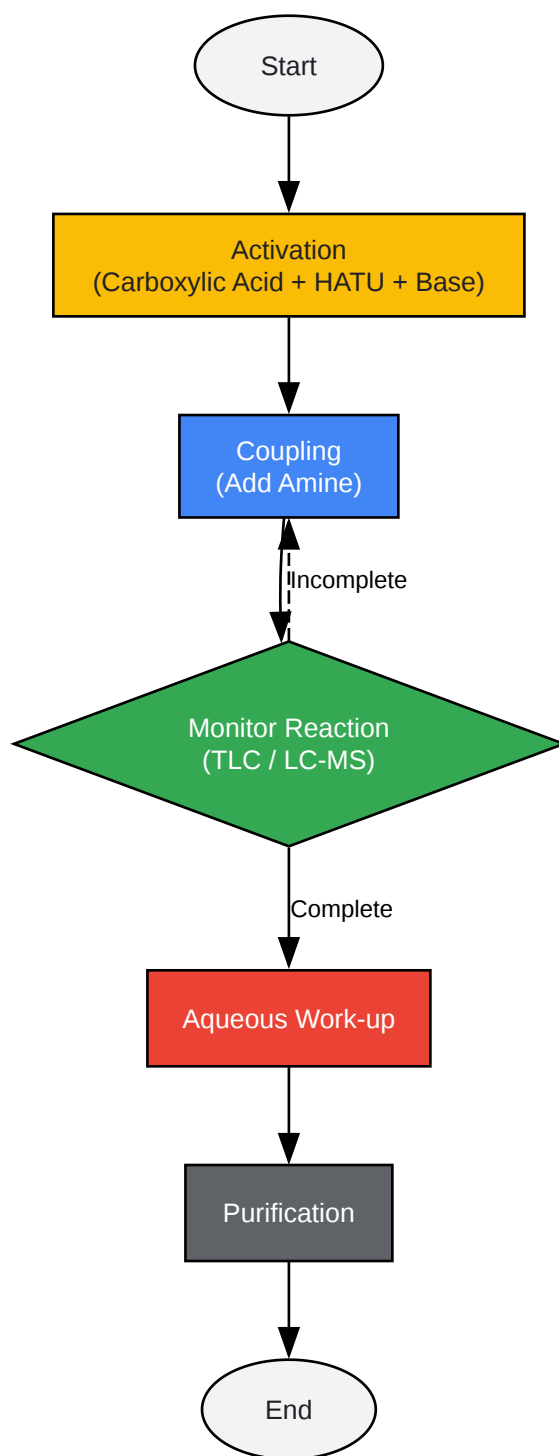 Start
Activation
(Carboxylic Acid + HATU + Base)
Coupling
(Add Amine)
Incomplete
Monitor Reaction
(TLC / LC-MS)
Complete
Aqueous Work-up
Purification
End